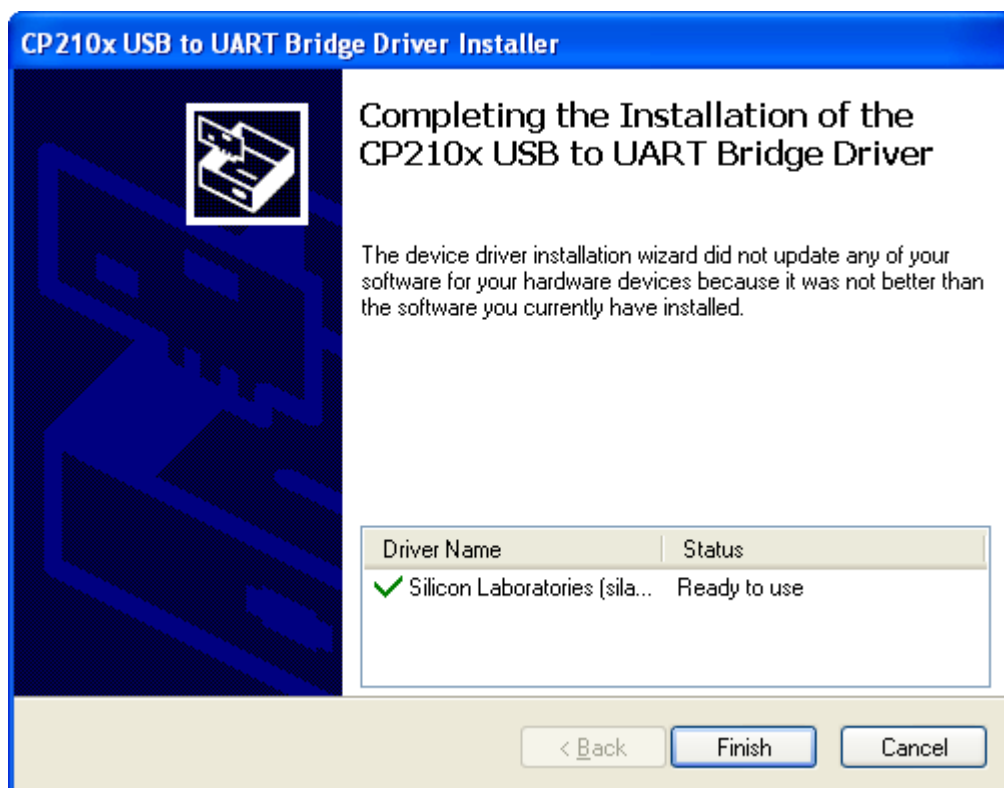 CP210x USB to UART Bridge Driver Installer
Completing the Installation of the
CP210x USB to UART Bridge Driver
The device driver installation wizard did not update any of your
software for your hardware devices because it was not better than
the software you currently have installed.
Driver Name Status
Silicon Laboratories (sila... Ready to use
< Back Finish Cancel